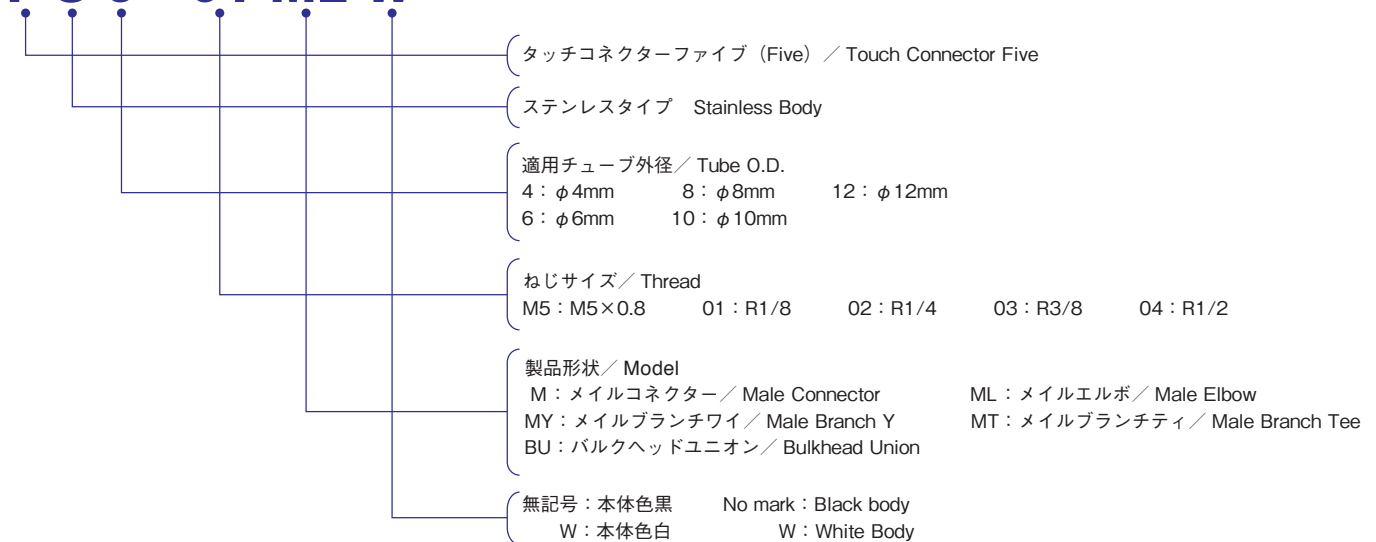 タッチコネクターファイブ（Five）／ Touch Connector Five
ステンレスタイプ　Stainless Body
適用チューブ外径／ Tube O.D.
4：φ4mm　8：φ8mm　12：φ12mm
6：φ6mm　10：φ10mm
ねじサイズ／ Thread
M5：M5×0.8　01：R1/8　02：R1/4　03：R3/8　04：R1/2
製品形状／ Model
M：メイルコネクター／ Male Connector　ML：メイルエルボ／ Male Elbow
MY：メイルブランチワイ／ Male Branch Y　MT：メイルブランチティ／ Male Branch Tee
BU：バルクヘッドユニオン／ Bulkhead Union
無記号：本体色黒　No mark：Black body
W：本体色白　W：White Body